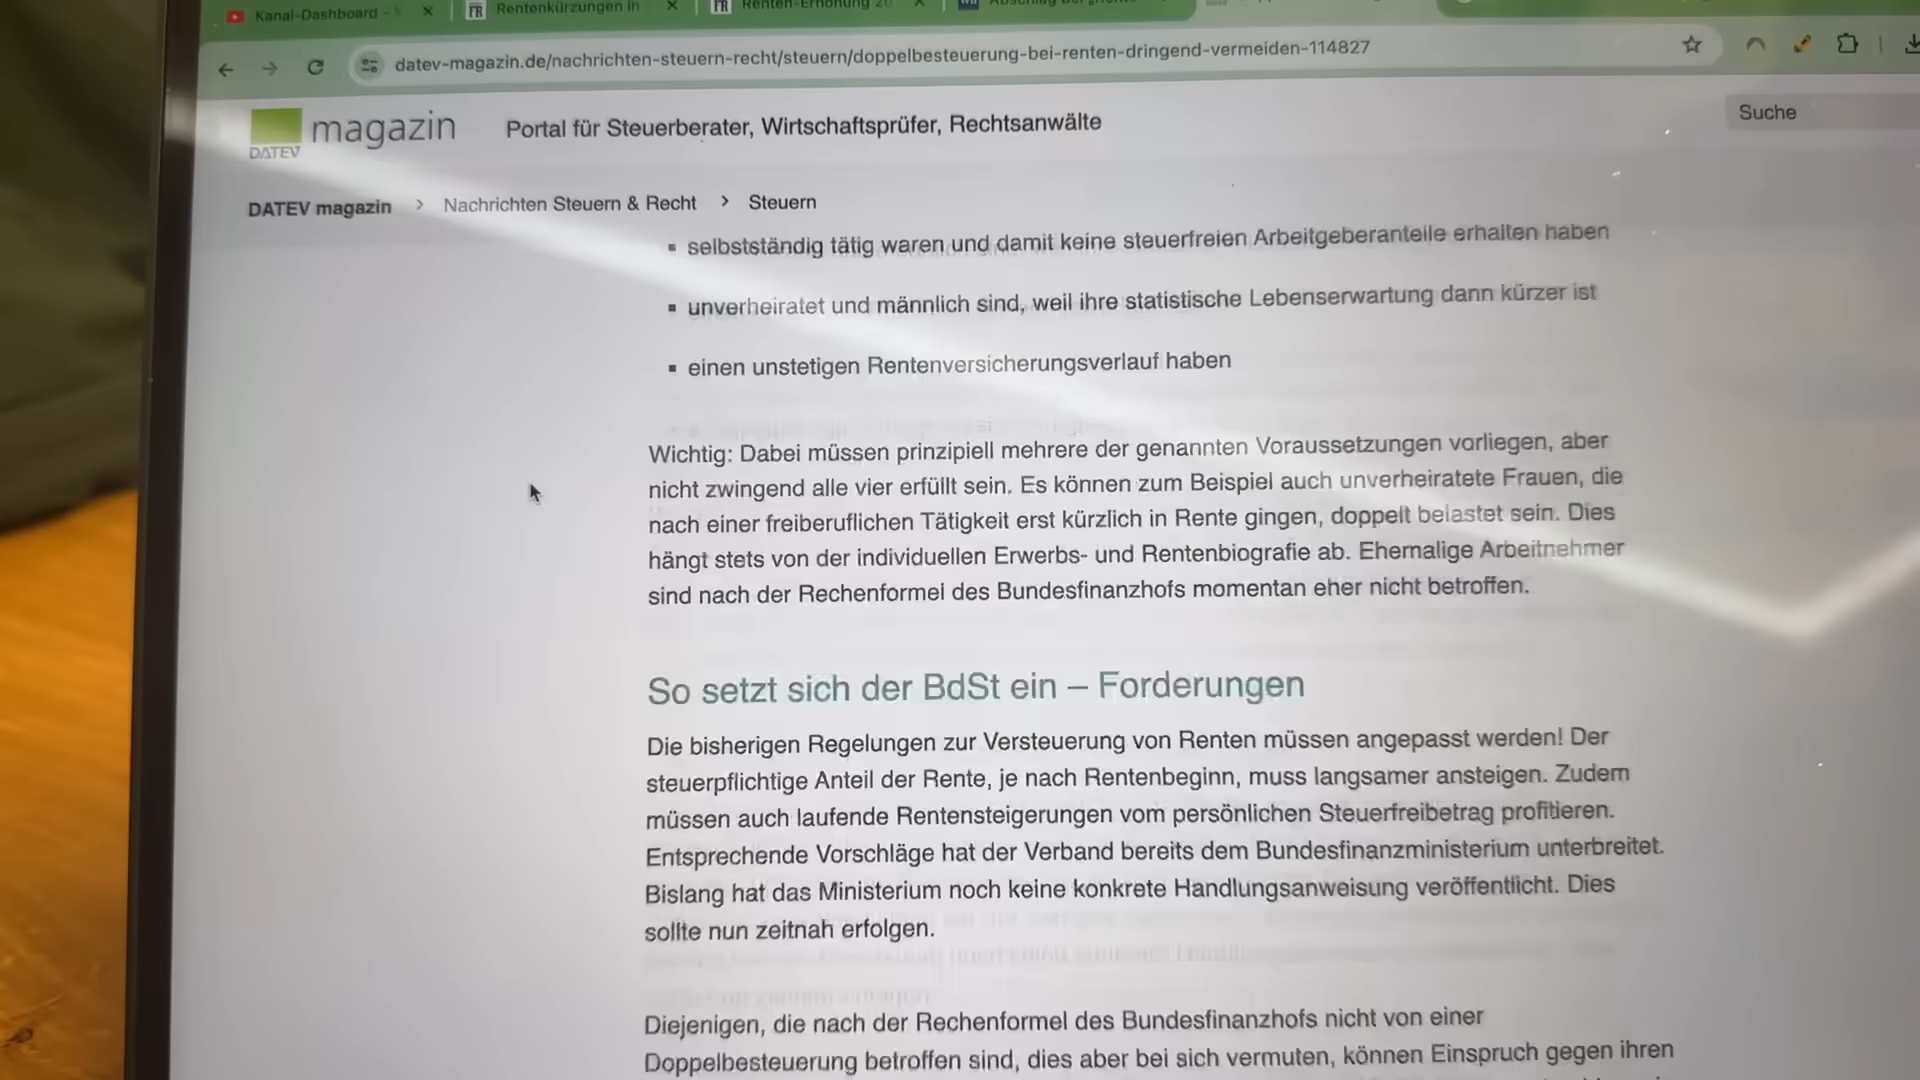 Kanal-Dashboard -
Rentenkürzungen in
Renten-Erhöhung 20
datev-magazin.de/nachrichten-steuern-recht/steuern/doppelbesteuerung-bei-renten-dringend-vermeiden-114827
DATEV magazin
Portal für Steuerberater, Wirtschaftsprüfer, Rechtsanwälte
Suche
DATEV magazin > Nachrichten Steuern & Recht > Steuern
▪ selbstständig tätig waren und damit keine steuerfreien Arbeitgeberanteile erhalten haben
▪ unverheiratet und männlich sind, weil ihre statistische Lebenserwartung dann kürzer ist
▪ einen unstetigen Rentenversicherungsverlauf haben
Wichtig: Dabei müssen prinzipiell mehrere der genannten Voraussetzungen vorliegen, aber
nicht zwingend alle vier erfüllt sein. Es können zum Beispiel auch unverheiratete Frauen, die
nach einer freiberuflichen Tätigkeit erst kürzlich in Rente gingen, doppelt belastet sein. Dies
hängt stets von der individuellen Erwerbs- und Rentenbiografie ab. Ehemalige Arbeitnehmer
sind nach der Rechenformel des Bundesfinanzhofs momentan eher nicht betroffen.
So setzt sich der BdSt ein – Forderungen
Die bisherigen Regelungen zur Versteuerung von Renten müssen angepasst werden! Der
steuerpflichtige Anteil der Rente, je nach Rentenbeginn, muss langsamer ansteigen. Zudem
müssen auch laufende Rentensteigerungen vom persönlichen Steuerfreibetrag profitieren.
Entsprechende Vorschläge hat der Verband bereits dem Bundesfinanzministerium unterbreitet.
Bislang hat das Ministerium noch keine konkrete Handlungsanweisung veröffentlicht. Dies
sollte nun zeitnah erfolgen.
Diejenigen, die nach der Rechenformel des Bundesfinanzhofs nicht von einer
Doppelbesteuerung betroffen sind, dies aber bei sich vermuten, können Einspruch gegen ihren